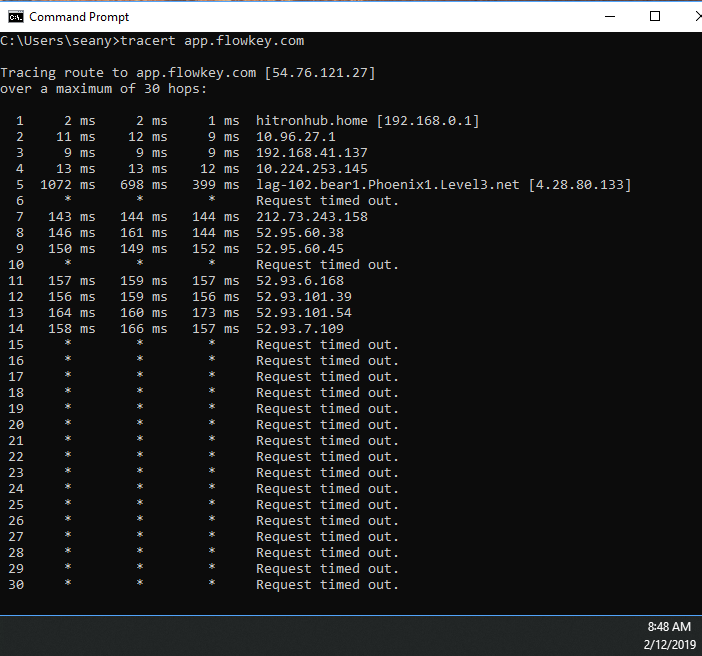 Command Prompt
C:\Users\seany>tracert app.flowkey.com
Tracing route to app.flowkey.com [54.76.121.27]
over a maximum of 30 hops:
1 2 ms 2 ms 1 ms hitronhub.home [192.168.0.1]
2 11 ms 12 ms 9 ms 10.96.27.1
3 9 ms 9 ms 9 ms 192.168.41.137
4 13 ms 13 ms 12 ms 10.224.253.145
5 1072 ms 698 ms 399 ms lag-102.bear1.Phoenix1.Level3.net [4.28.80.133]
6 * * * Request timed out.
7 143 ms 144 ms 144 ms 212.73.243.158
8 146 ms 161 ms 144 ms 52.95.60.38
9 150 ms 149 ms 152 ms 52.95.60.45
10 * * * Request timed out.
11 157 ms 159 ms 157 ms 52.93.6.168
12 156 ms 159 ms 156 ms 52.93.101.39
13 164 ms 160 ms 173 ms 52.93.101.54
14 158 ms 166 ms 157 ms 52.93.7.109
15 * * * Request timed out.
16 * * * Request timed out.
17 * * * Request timed out.
18 * * * Request timed out.
19 * * * Request timed out.
20 * * * Request timed out.
21 * * * Request timed out.
22 * * * Request timed out.
23 * * * Request timed out.
24 * * * Request timed out.
25 * * * Request timed out.
26 * * * Request timed out.
27 * * * Request timed out.
28 * * * Request timed out.
29 * * * Request timed out.
30 * * * Request timed out.
8:48 AM
2/12/2019